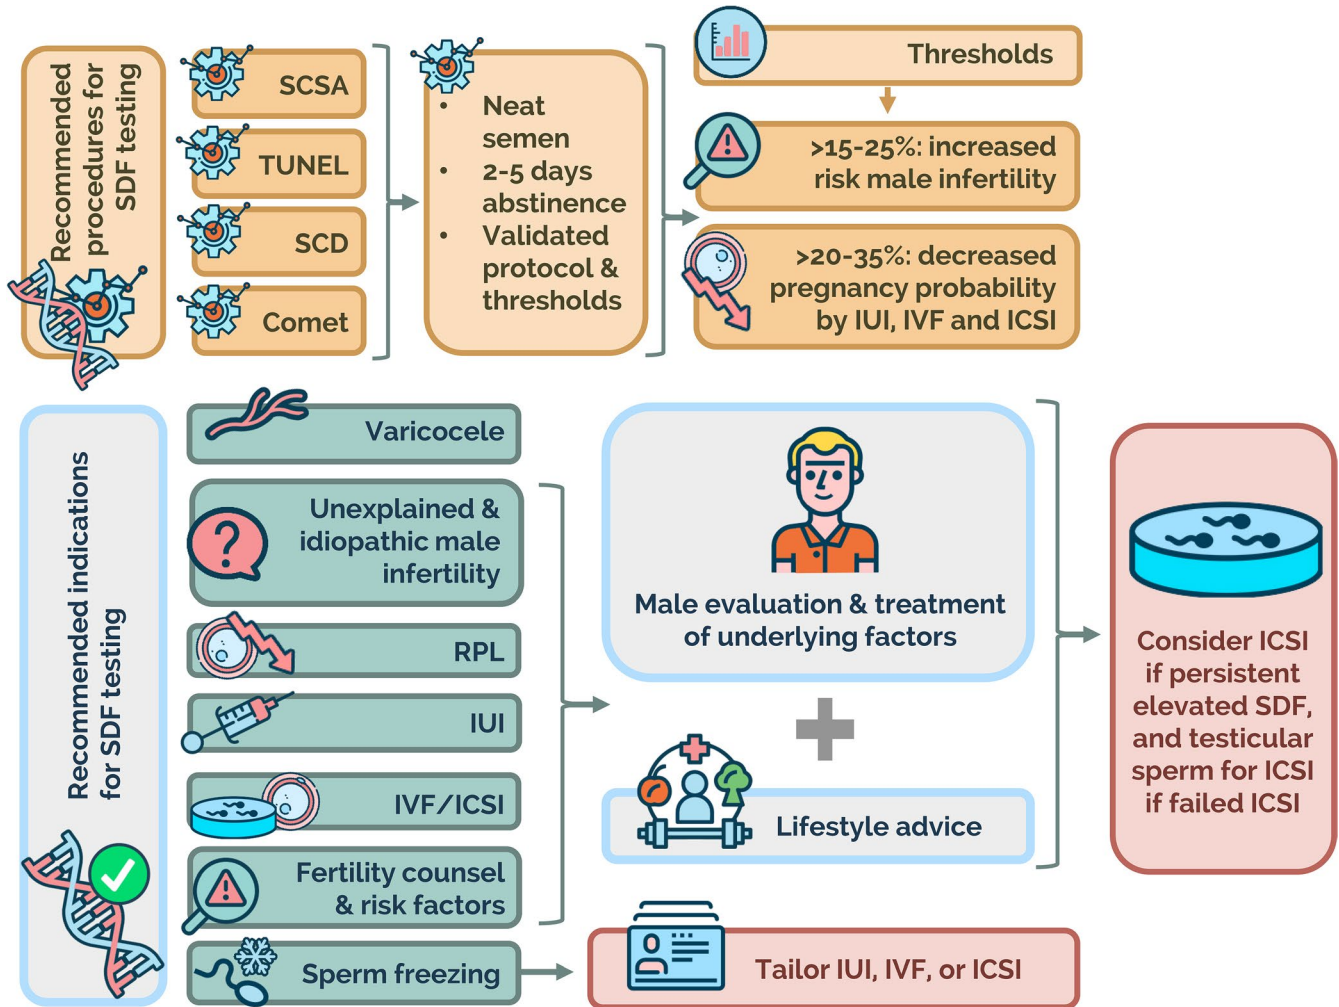 Recommended
procedures for
SDF testing
SCSA
TUNEL
SCD
Comet
• Neat
semen
• 2-5 days
abstinence
• Validated
protocol &
thresholds
Thresholds
>15-25%: increased
risk male infertility
>20-35%: decreased
pregnancy probability
by IUI, IVF and ICSI
Recommended indications
for SDF testing
Varicocele
Unexplained &
idiopathic male
infertility
?
RPL
IUI
IVF/ICSI
Fertility counsel
& risk factors
Sperm freezing
Male evaluation & treatment
of underlying factors
Lifestyle advice
Consider ICSI
if persistent
elevated SDF,
and testicular
sperm for ICSI
if failed ICSI
Tailor IUI, IVF, or ICSI